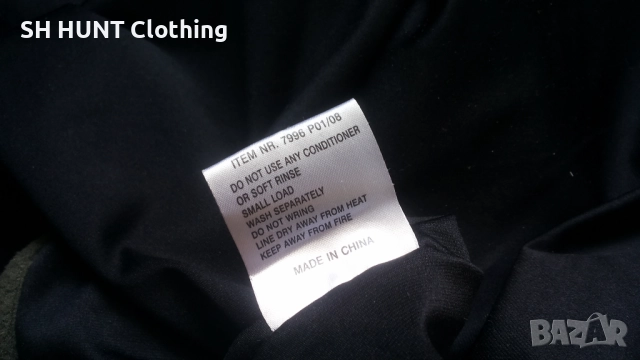 SH HUNT Clothing
ITEM NR. 7996 P01/08
DO NOT USE ANY CONDITIONER
OR SOFT RINSE
SMALL LOAD
WASH SEPARATELY
DO NOT WRING
LINE DRY AWAY FROM HEAT
KEEP AWAY FROM FIRE
MADE IN CHINA
BAZAR